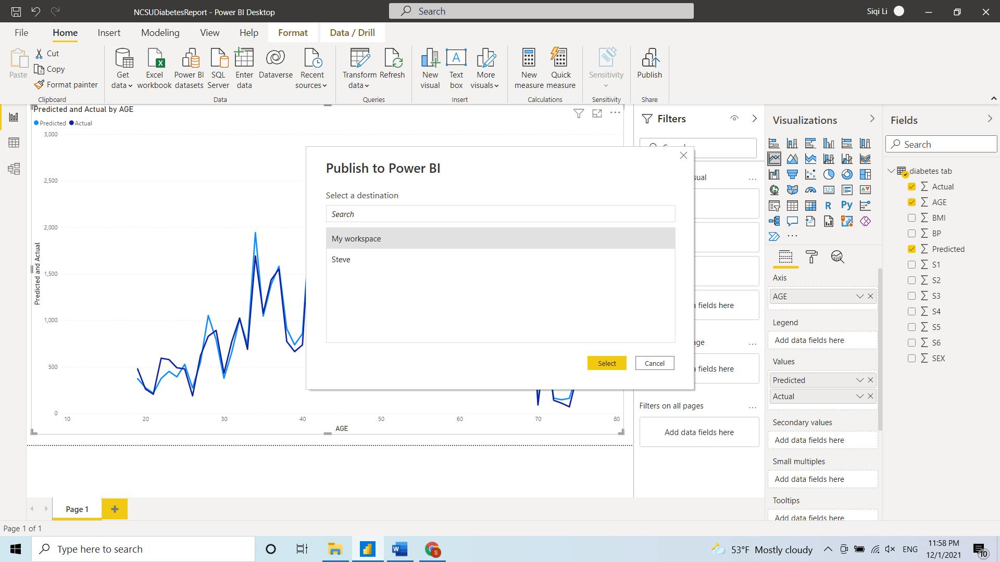 NCSUDiabetesReport - Power BI Desktop
Search
Siqi Li
File
Home
Insert
Modeling
View
Help
Format
Data / Drill
Paste
Cut
Copy
Format painter
Clipboard
Get
data
Excel
workbook
Power BI
datasets
SQL
Server
Enter
data
Dataverse
Recent
sources
Data
Transform
data
Refresh
Queries
New
visual
Text
box
More
visuals
Insert
New
measure
Quick
measure
Calculations
Sensitivity
Sensitivity
Publish
Share
Predicted and Actual by AGE
Predicted
Actual
3,000
2,500
2,000
1,500
1,000
500
0
Predicted and Actual
10
20
30
40
50
60
70
80
AGE
Publish to Power BI
Select a destination
Search
My workspace
Steve
Select
Cancel
Filters
fields here
fields here
Filters on all pages
Add data fields here
Visualizations
123
R
Py
Axis
AGE
Legend
Add data fields here
Values
Predicted
Actual
Secondary values
Add data fields here
Small multiples
Add data fields here
Tooltips
Add data fields here
Fields
Search
diabetes tab
Actual
AGE
BMI
BP
Predicted
S1
S2
S3
S4
S5
S6
SEX
Page 1
Page 1 of 1
Type here to search
53°F Mostly cloudy
ENG
11:58 PM
12/1/2021
10